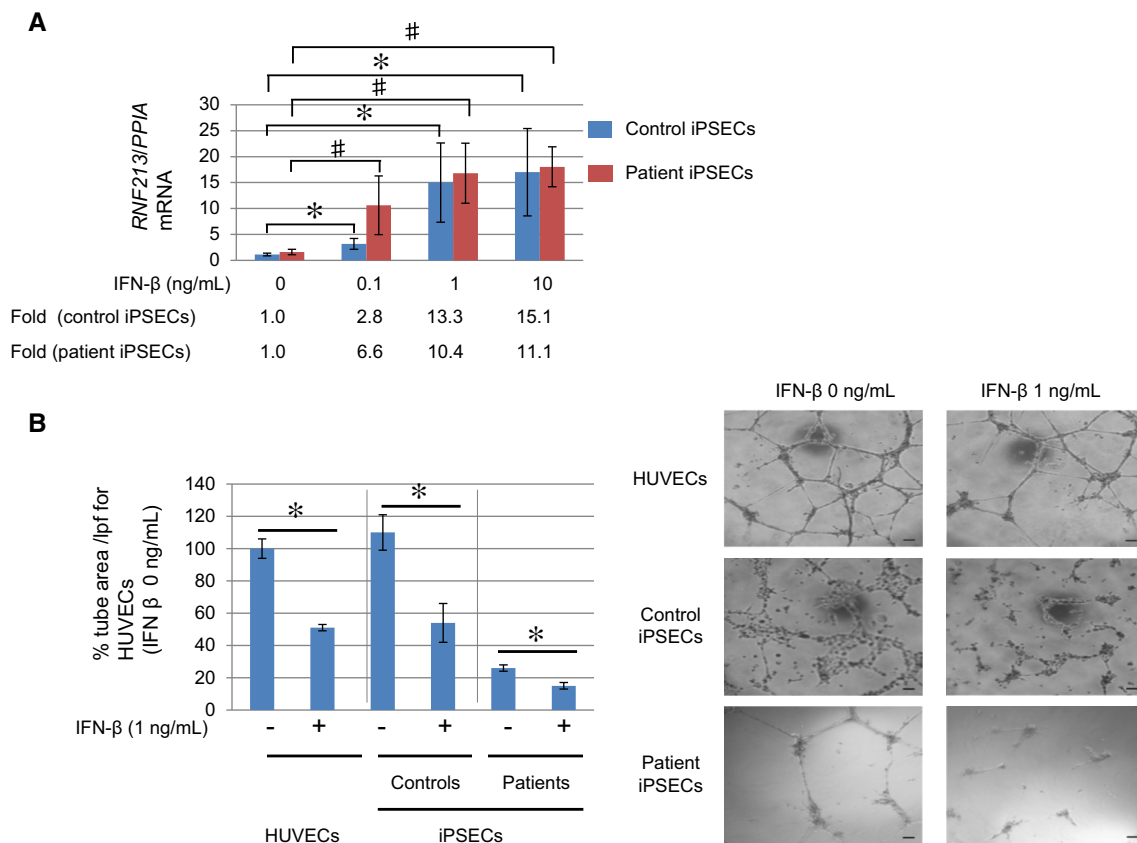 A
♯
*
♯
*
♯
*
RNF213/PPIA
mRNA
30
25
20
15
10
5
0
Control iPSECs
Patient iPSECs
IFN-β (ng/mL) 0 0.1 1 10
Fold (control iPSECs) 1.0 2.8 13.3 15.1
Fold (patient iPSECs) 1.0 6.6 10.4 11.1
B
% tube area /lpf for
HUVECs
(IFN β 0 ng/mL)
140
120
100
80
60
40
20
0
* * *
IFN-β (1 ng/mL) - + - + - +
Controls Patients
HUVECs iPSECs
IFN-β 0 ng/mL IFN-β 1 ng/mL
HUVECs
Control
iPSECs
Patient
iPSECs